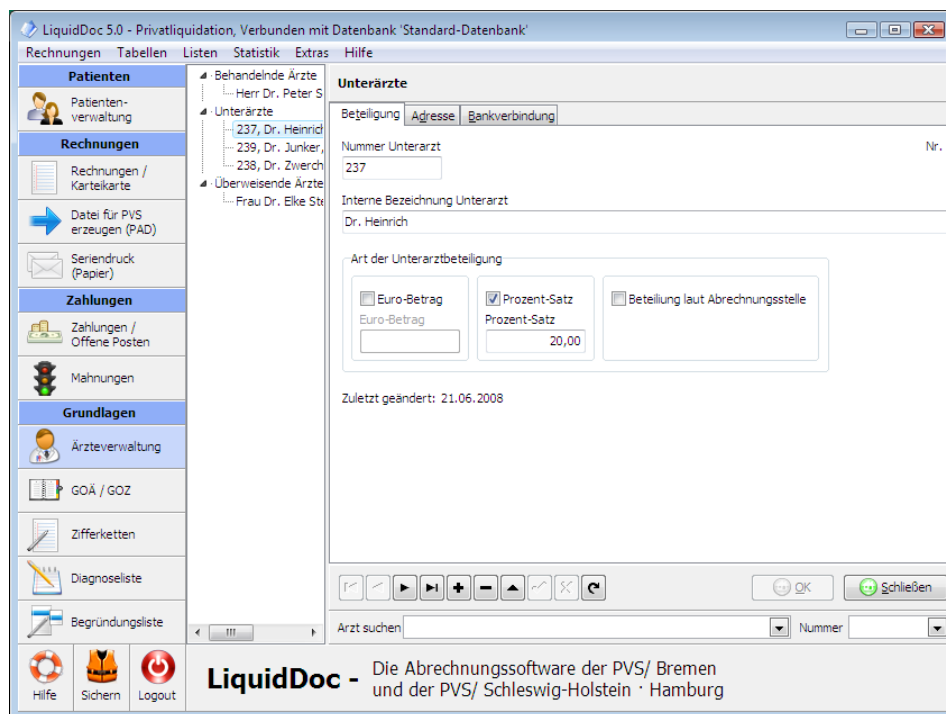 LiquidDoc 5.0 - Privatliquidation, Verbunden mit Datenbank 'Standard-Datenbank'
Rechnungen Tabellen Listen Statistik Extras Hilfe
Patienten
Patienten-
verwaltung
Rechnungen
Rechnungen /
Karteikarte
Datei für PVS
erzeugen (PAD)
Seriendruck
(Papier)
Zahlungen
Zahlungen /
Offene Posten
Mahnungen
Grundlagen
Ärzteverwaltung
GOÄ / GOZ
Zifferketten
Diagnoseliste
Begründungsliste
Behandelnde Ärzte
Herr Dr. Peter S
Unterärzte
237, Dr. Heinrich
239, Dr. Junker,
238, Dr. Zwerch
Überweisende Ärzte
Frau Dr. Elke Ste
Unterärzte
Beteiligung Adresse Bankverbindung
Nummer Unterarzt Nr.
237
Interne Bezeichnung Unterarzt
Dr. Heinrich
Art der Unterarztbeteiligung
Euro-Betrag Prozent-Satz Beteiliung laut Abrechnungsstelle
Euro-Betrag Prozent-Satz
20,00
Zuletzt geändert: 21.06.2008
OK Schließen
Arzt suchen Nummer
Hilfe Sichern Logout
LiquidDoc - Die Abrechnungssoftware der PVS/ Bremen
und der PVS/ Schleswig-Holstein · Hamburg